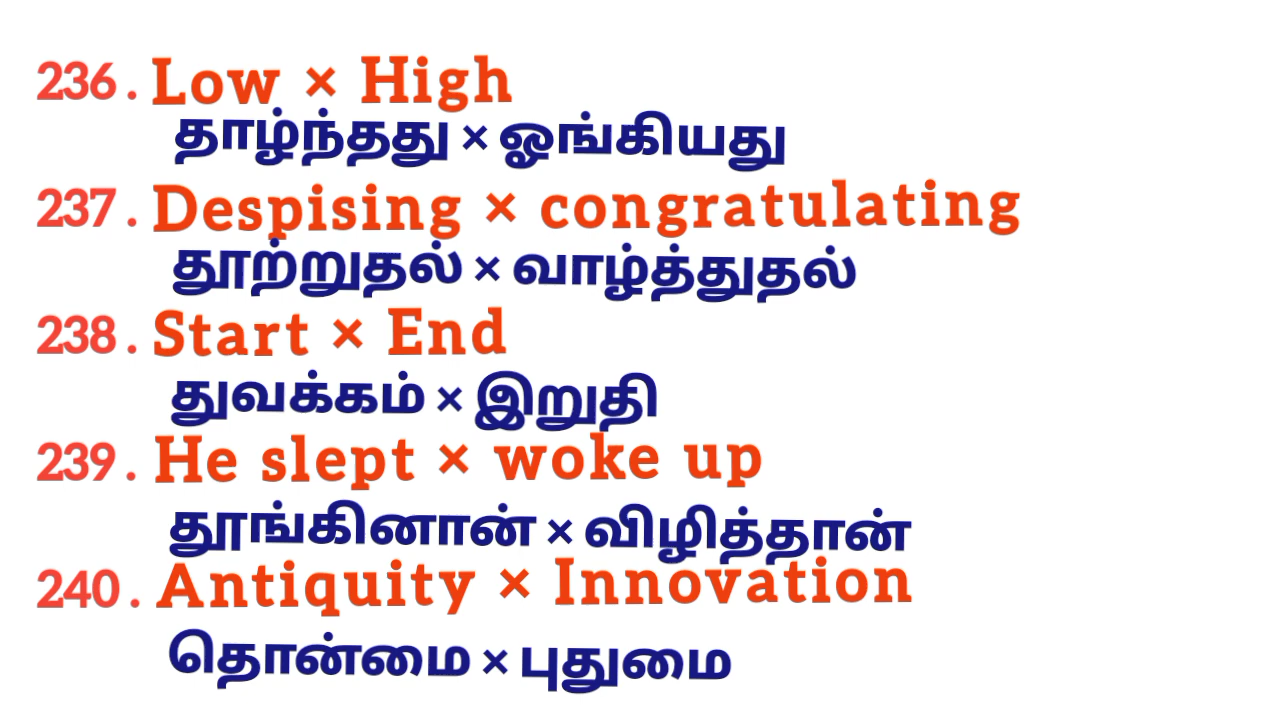 236. Low × High
தாழ்ந்தது × ஓங்கியது
237. Despising × congratulating
தூற்றுதல் × வாழ்த்துதல்
238. Start × End
துவக்கம் × இறுதி
239. He slept × woke up
தூங்கினான் × விழித்தான்
240. Antiquity × Innovation
தொன்மை × புதுமை